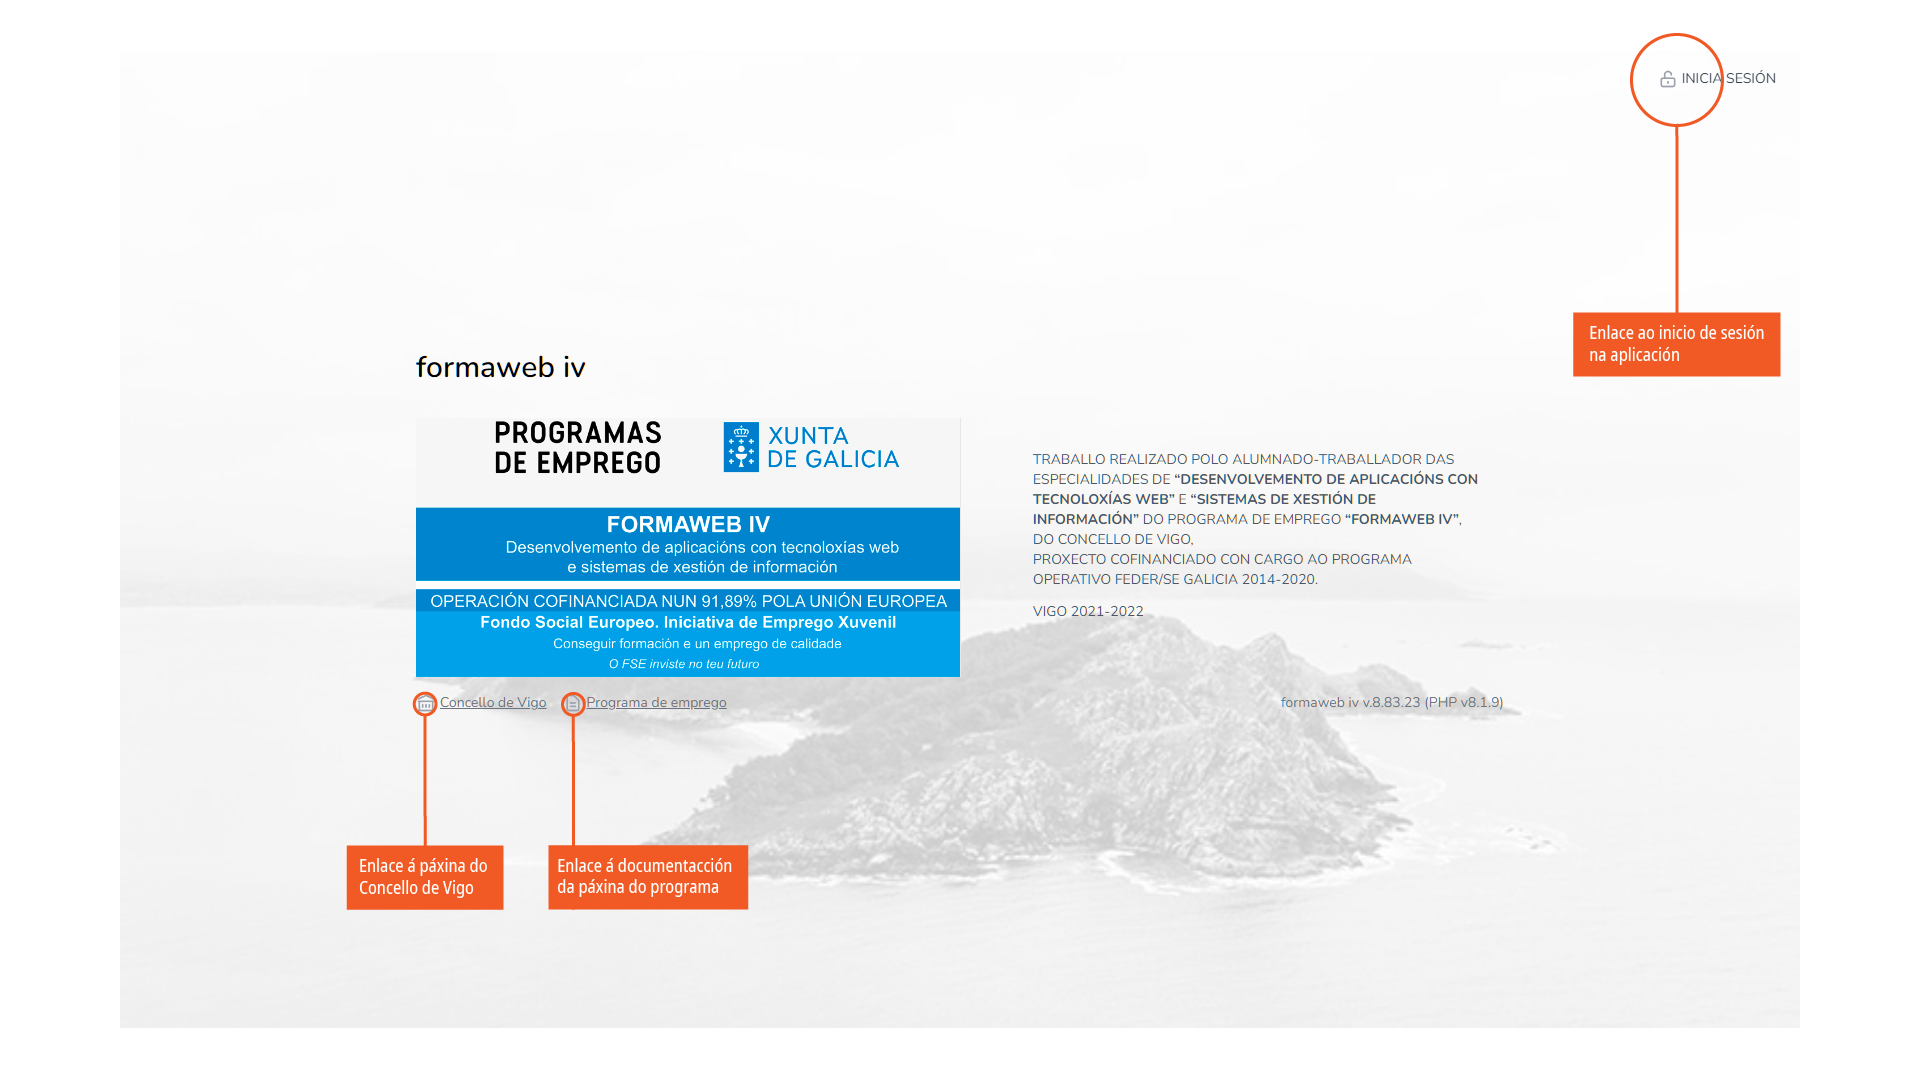 INICIA SESIÓN
Enlace ao inicio de sesión
na aplicación
formaweb iv
PROGRAMAS
DE EMPREGO
XUNTA
DE GALICIA
FORMAWEB IV
Desenvolvemento de aplicacións con tecnoloxías web
e sistemas de xestión de información
OPERACIÓN COFINANCIADA NUN 91,89% POLA UNIÓN EUROPEA
Fondo Social Europeo. Iniciativa de Emprego Xuvenil
Conseguir formación e un emprego de calidade
O FSE inviste no teu futuro
TRABALLO REALIZADO POLO ALUMNADO-TRABALLADOR DAS
ESPECIALIDADES DE “DESENVOLVEMENTO DE APLICACIÓNS CON
TECNOLOXÍAS WEB” E “SISTEMAS DE XESTIÓN DE
INFORMACIÓN” DO PROGRAMA DE EMPREGO “FORMAWEB IV”,
DO CONCELLO DE VIGO,
PROXECTO COFINANCIADO CON CARGO AO PROGRAMA
OPERATIVO FEDER/SE GALICIA 2014-2020.
VIGO 2021-2022
Concello de Vigo
Programa de emprego
formaweb iv v.8.83.23 (PHP v8.1.9)
Enlace á páxina do
Concello de Vigo
Enlace á documentacción
da páxina do programa